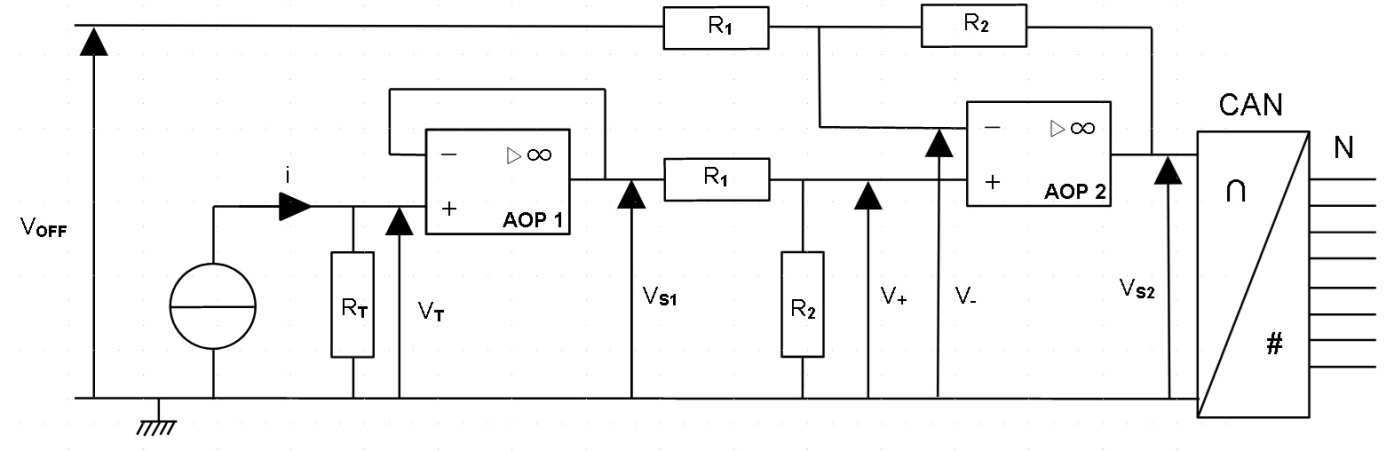 R1
R2
CAN
▷ ∞
▷ ∞
N
i
R1
∩
+
AOP 1
+
AOP 2
VOFF
RT
VT
VS1
R2
V+
V-
VS2
#